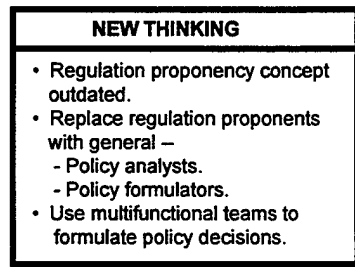 NEW THINKING
• Regulation proponency concept
outdated.
• Replace regulation proponents
with general –
- Policy analysts.
- Policy formulators.
• Use multifunctional teams to
formulate policy decisions.